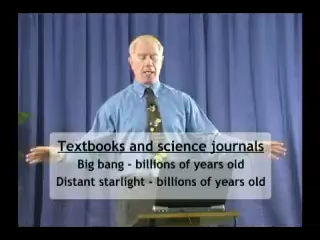 Textbooks and science journals
Big bang - billions of years old
Distant starlight - billions of years old